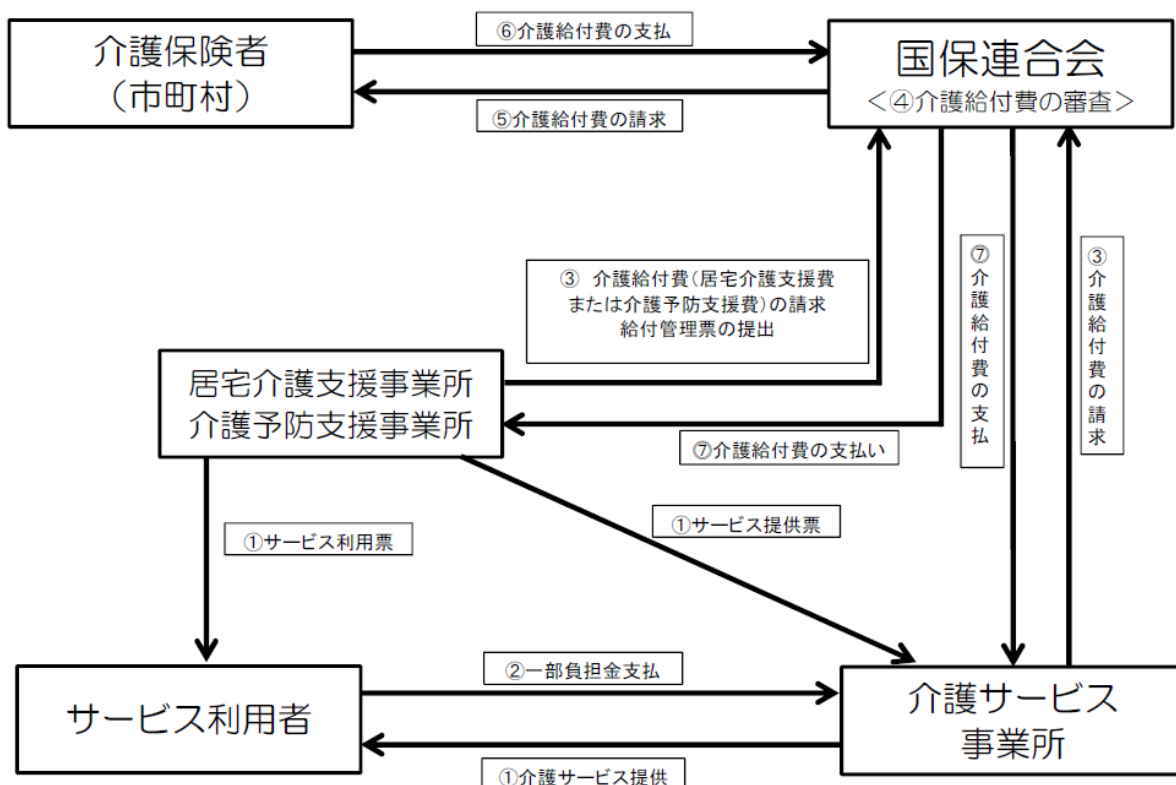 ⑥介護給付費の支払
介護保険者
（市町村）
国保連合会
＜④介護給付費の審査＞
⑤介護給付費の請求
③　介護給付費（居宅介護支援費
または介護予防支援費）の請求
給付管理票の提出
⑦介護給付費の支払
③介護給付費の請求
居宅介護支援事業所
介護予防支援事業所
⑦介護給付費の支払い
①サービス利用票
①サービス提供票
②一部負担金支払
サービス利用者
介護サービス
事業所
①介護サービス提供